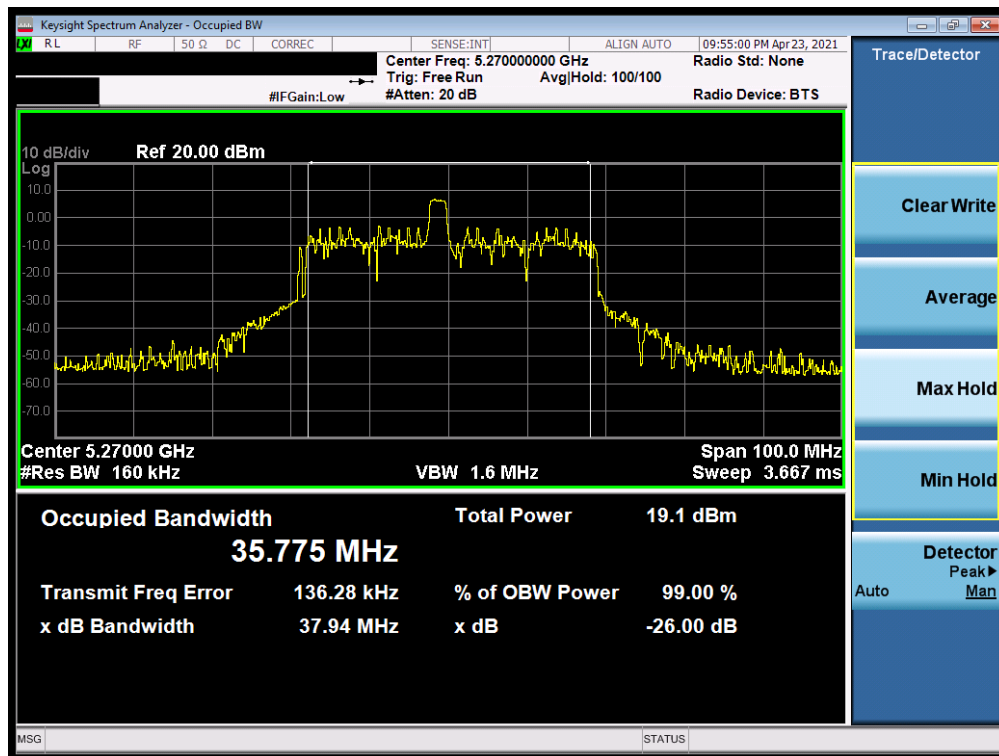 Keysight Spectrum Analyzer - Occupied BW
LXI RL RF 50 Ω DC CORREC SENSE:INT ALIGN AUTO 09:55:00 PM Apr 23, 2021
Center Freq: 5.270000000 GHz Radio Std: None
Trig: Free Run Avg|Hold: 100/100
#IFGain:Low #Atten: 20 dB Radio Device: BTS
10 dB/div Ref 20.00 dBm
Log
10.0
0.00
-10.0
-20.0
-30.0
-40.0
-50.0
-60.0
-70.0
Center 5.27000 GHz Span 100.0 MHz
#Res BW 160 kHz VBW 1.6 MHz Sweep 3.667 ms
Occupied Bandwidth Total Power 19.1 dBm
35.775 MHz
Transmit Freq Error 136.28 kHz % of OBW Power 99.00 %
x dB Bandwidth 37.94 MHz x dB -26.00 dB
MSG STATUS
Trace/Detector
Clear Write
Average
Max Hold
Min Hold
Detector
Peak▶
Auto Man